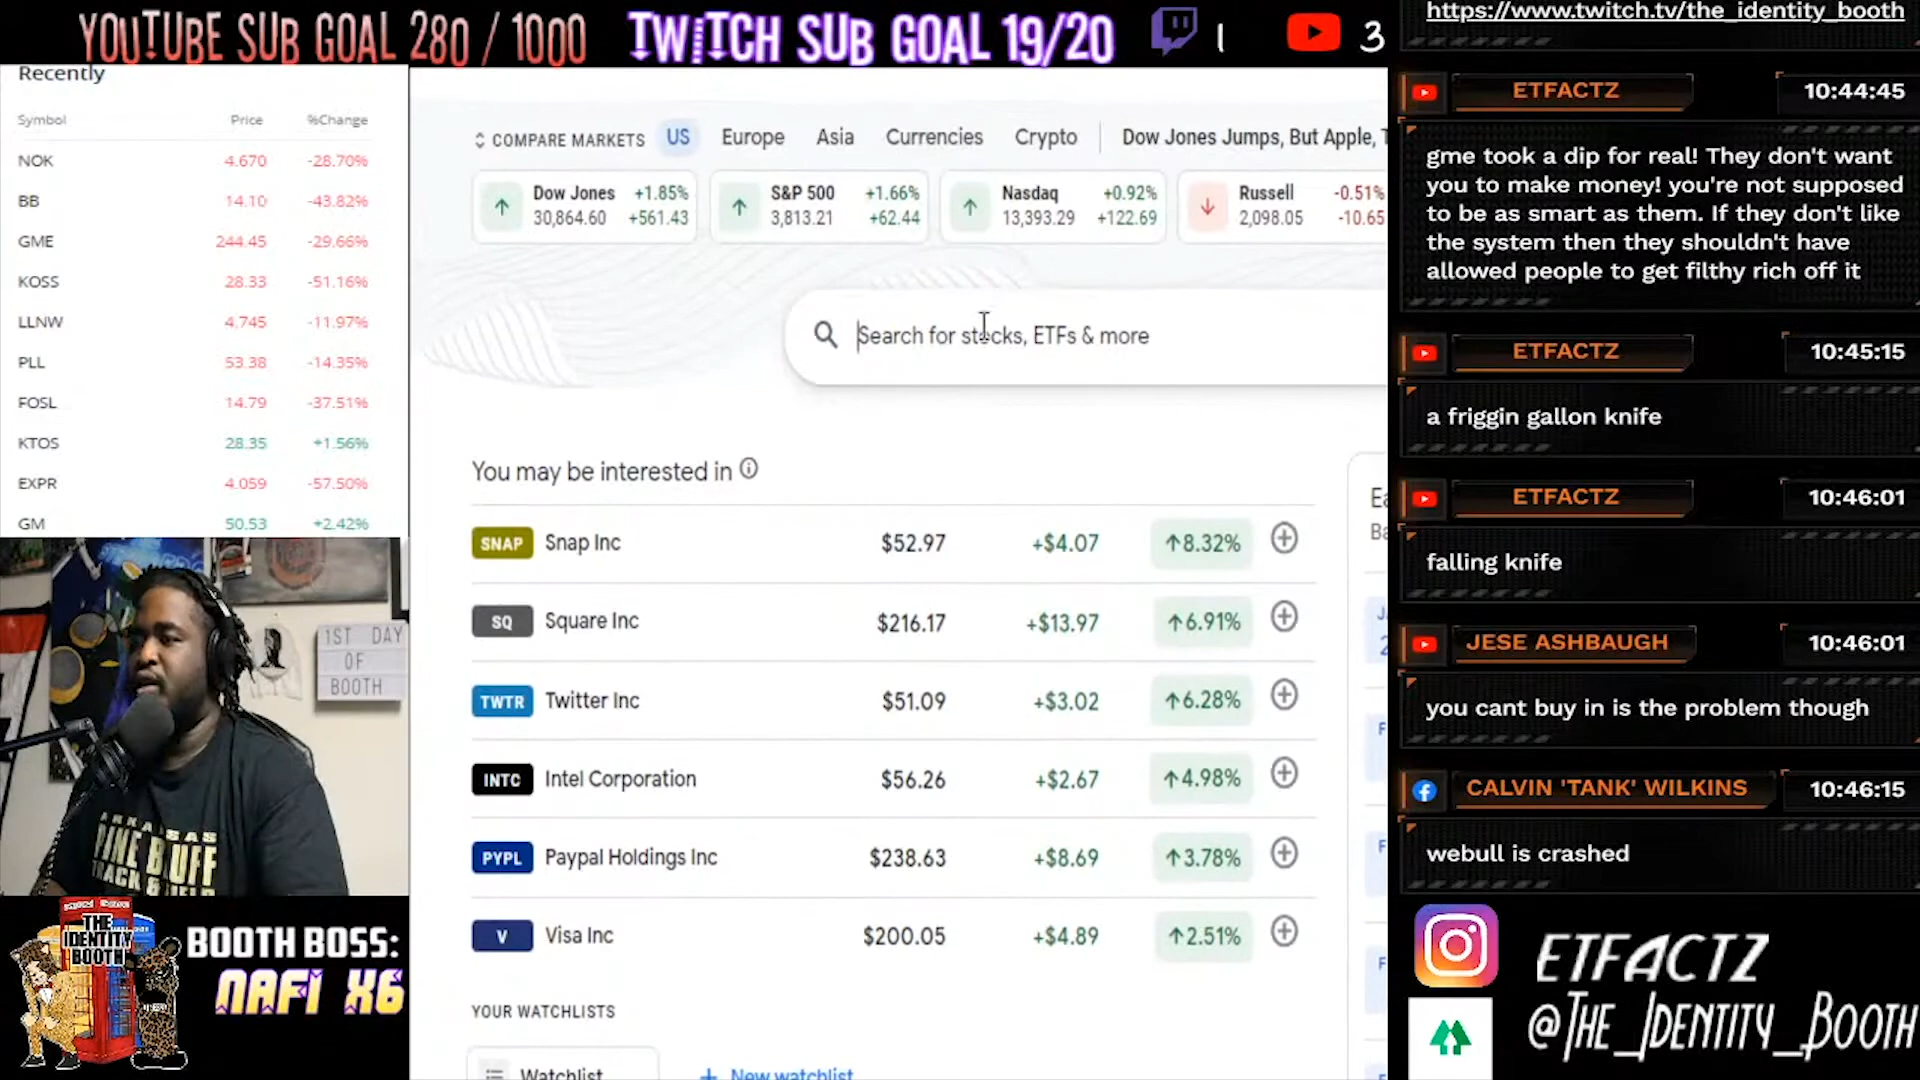 YOUTUBE SUB GOAL 280 / 1000
TWITCH SUB GOAL 19/20
1
3
Recently
Symbol Price %Change
NOK 4.670 -28.70%
BB 14.10 -43.82%
GME 244.45 -29.66%
KOSS 28.33 -51.16%
LLNW 4.745 -11.97%
PLL 53.38 -14.35%
FOSL 14.79 -37.51%
KTOS 28.35 +1.56%
EXPR 4.059 -57.50%
GM 50.53 +2.42%
COMPARE MARKETS US Europe Asia Currencies Crypto Dow Jones Jumps, But Apple,
Dow Jones +1.85%
30,864.60 +561.43
S&P 500 +1.66%
3,813.21 +62.44
Nasdaq +0.92%
13,393.29 +122.69
Russell -0.51%
2,098.05 -10.65
Search for stocks, ETFs & more
You may be interested in
SNAP Snap Inc $52.97 +$4.07 ↑8.32%
SQ Square Inc $216.17 +$13.97 ↑6.91%
TWTR Twitter Inc $51.09 +$3.02 ↑6.28%
INTC Intel Corporation $56.26 +$2.67 ↑4.98%
PYPL Paypal Holdings Inc $238.63 +$8.69 ↑3.78%
V Visa Inc $200.05 +$4.89 ↑2.51%
YOUR WATCHLISTS
Watchlist
+ New watchlist
1ST DAY
OF
BOOTH
ARKANSAS
PINE BLUFF
TRACK & FIELD
THE
IDENTITY
BOOTH
BOOTH BOSS:
NAFI X6
https://www.twitch.tv/the_identity_booth
ETFACTZ 10:44:45
gme took a dip for real! They don't want
you to make money! you're not supposed
to be as smart as them. If they don't like
the system then they shouldn't have
allowed people to get filthy rich off it
ETFACTZ 10:45:15
a friggin gallon knife
ETFACTZ 10:46:01
falling knife
JESE ASHBAUGH 10:46:01
you cant buy in is the problem though
CALVIN 'TANK' WILKINS 10:46:15
webull is crashed
ETFACTZ
@THE_IDENTITY_BOOTH